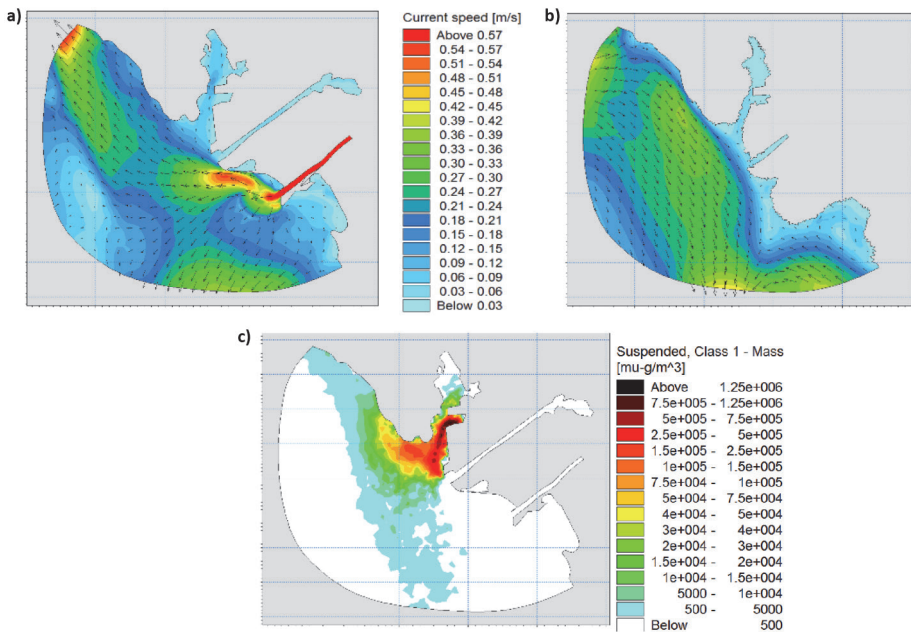 a)
Current speed [m/s]
Above 0.57
0.54 - 0.57
0.51 - 0.54
0.48 - 0.51
0.45 - 0.48
0.42 - 0.45
0.39 - 0.42
0.36 - 0.39
0.33 - 0.36
0.30 - 0.33
0.27 - 0.30
0.24 - 0.27
0.21 - 0.24
0.18 - 0.21
0.15 - 0.18
0.12 - 0.15
0.09 - 0.12
0.06 - 0.09
0.03 - 0.06
Below 0.03
b)
c)
Suspended, Class 1 - Mass
[mu-g/m^3]
Above 1.25e+006
7.5e+005 - 1.25e+006
5e+005 - 7.5e+005
2.5e+005 - 5e+005
1.5e+005 - 2.5e+005
1e+005 - 1.5e+005
7.5e+004 - 1e+005
5e+004 - 7.5e+004
4e+004 - 5e+004
3e+004 - 4e+004
2e+004 - 3e+004
1.5e+004 - 2e+004
1e+004 - 1.5e+004
5000 - 1e+004
500 - 5000
Below 500